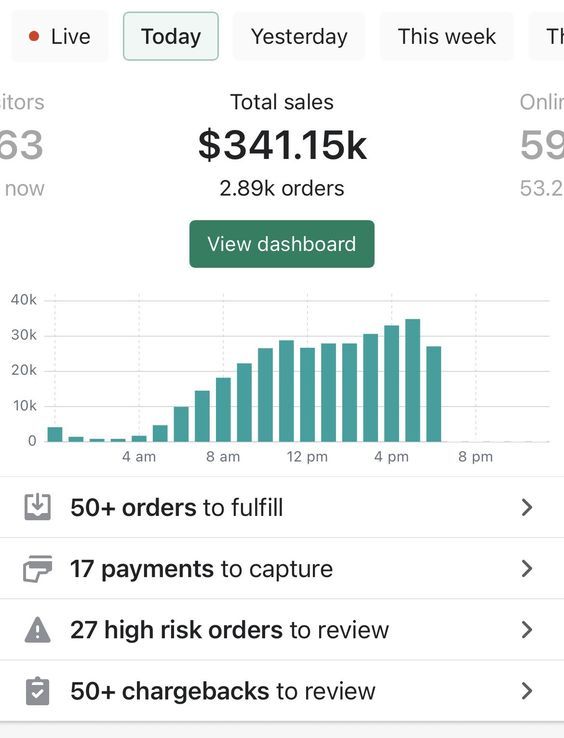 Live Today Yesterday This week Th
itors Total sales Onlin
63 $341.15k 59
now 2.89k orders 53.2
View dashboard
40k
30k
20k
10k
0
4 am 8 am 12 pm 4 pm 8 pm
50+ orders to fulfill
17 payments to capture
27 high risk orders to review
50+ chargebacks to review